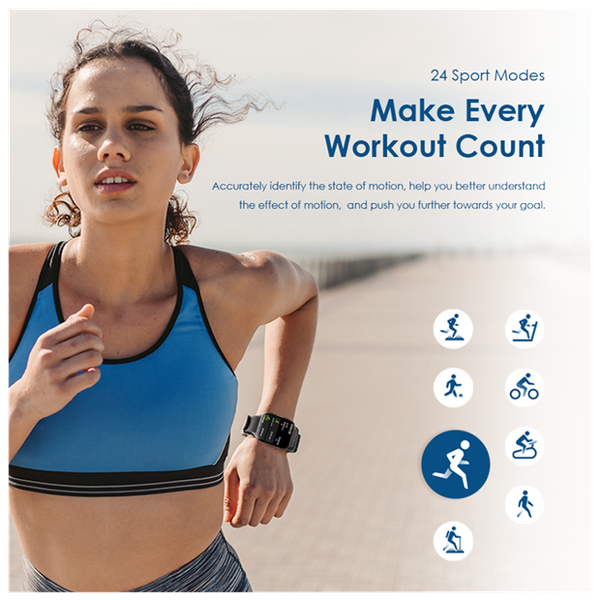 24 Sport Modes
Make Every
Workout Count
Accurately identify the state of motion, help you better understand
the effect of motion, and push you further towards your goal.